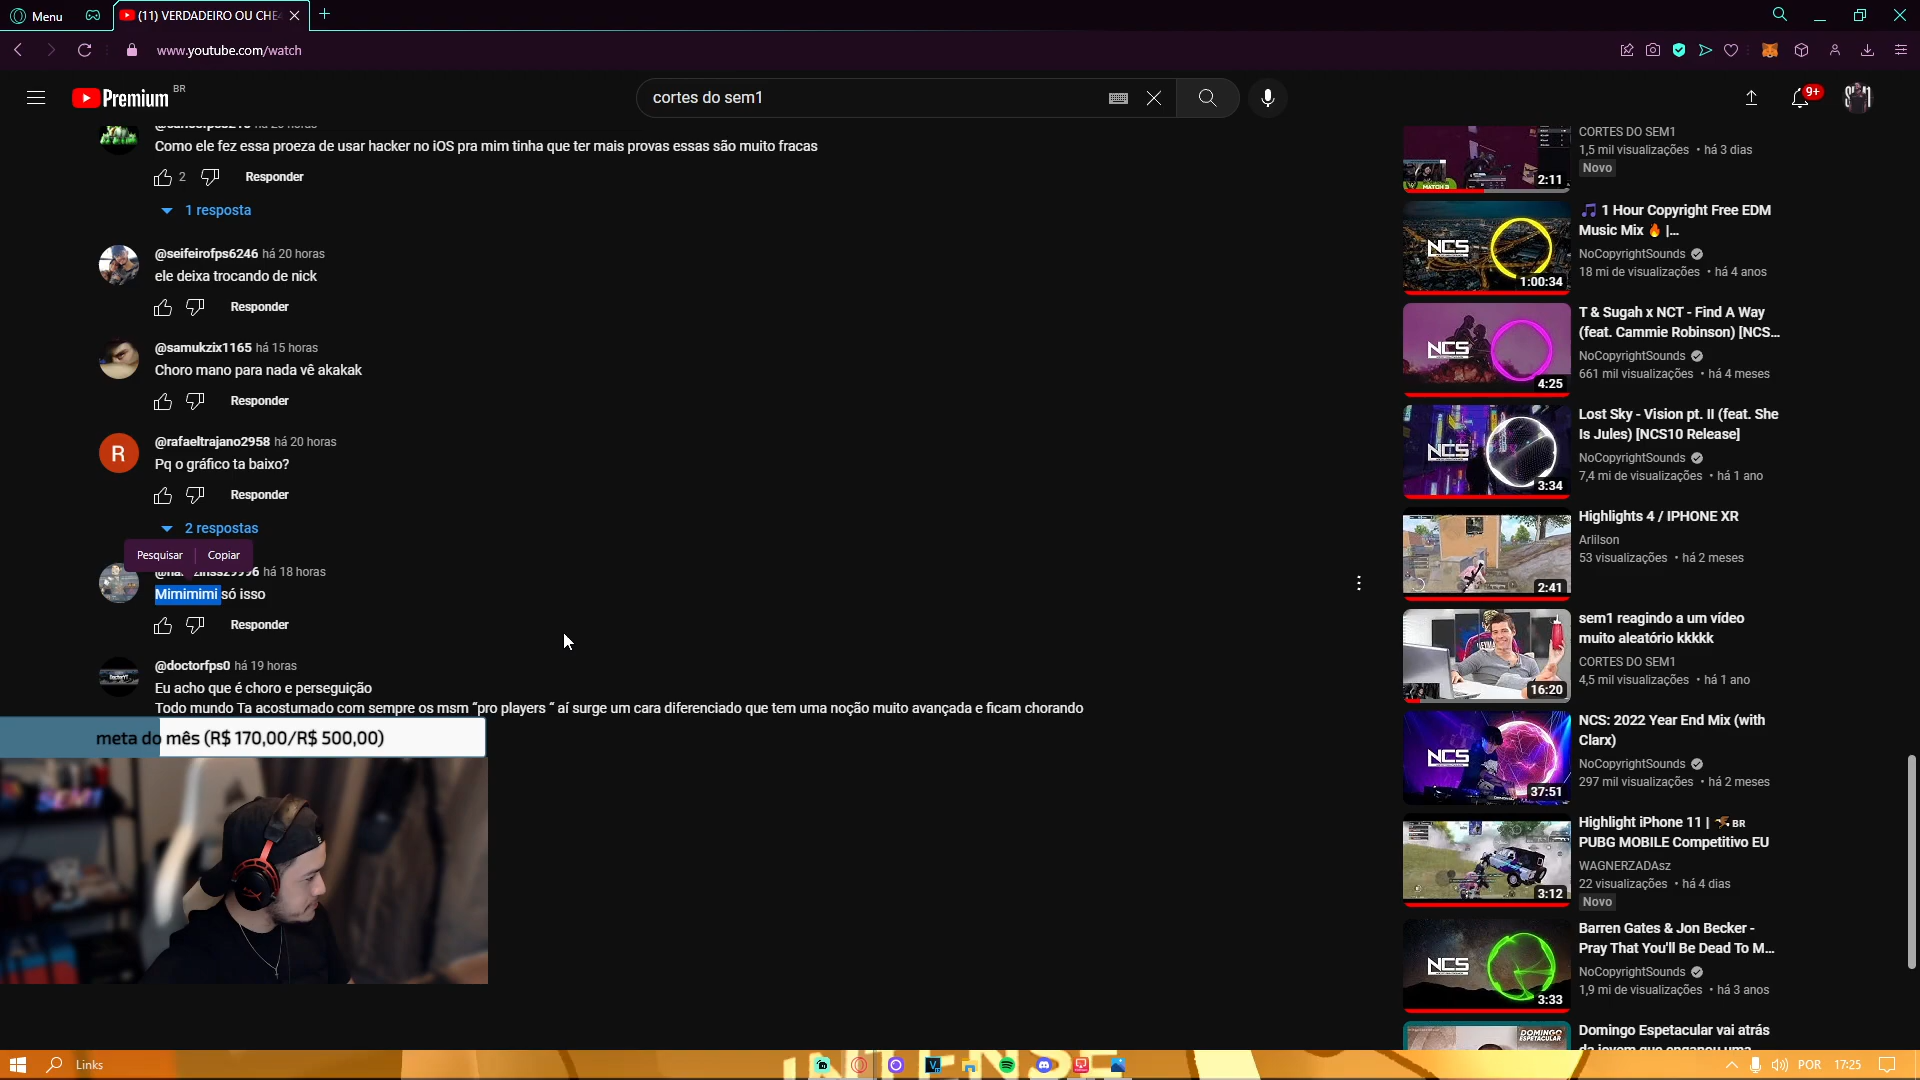 Menu
(11) VERDADEIRO OU CHE
www.youtube.com/watch
Premium BR
cortes do sem1
9+
Como ele fez essa proeza de usar hacker no iOS pra mim tinha que ter mais provas essas são muito fracas
2 Responder
1 resposta
@seifeirofps6246 há 20 horas
ele deixa trocando de nick
Responder
@samukzix1165 há 15 horas
Choro mano para nada vê akakak
Responder
R
@rafaeltrajano2958 há 20 horas
Pq o gráfico ta baixo?
Responder
2 respostas
Pesquisar Copiar
há 18 horas
Mimimimi só isso
Responder
@doctorfps0 há 19 horas
Eu acho que é choro e perseguição
Todo mundo Ta acostumado com sempre os msm “pro players “ aí surge um cara diferenciado que tem uma noção muito avançada e ficam chorando
meta do mês (R$ 170,00/R$ 500,00)
SEM1
CORTES DO SEM1
1,5 mil visualizações • há 3 dias
Novo
2:11
🎵 1 Hour Copyright Free EDM
Music Mix 🔥 |...
NoCopyrightSounds
18 mi de visualizações • há 4 anos
NCS
1:00:34
T & Sugah x NCT - Find A Way
(feat. Cammie Robinson) [NCS...
NoCopyrightSounds
661 mil visualizações • há 4 meses
NCS
4:25
Lost Sky - Vision pt. II (feat. She
Is Jules) [NCS10 Release]
NoCopyrightSounds
7,4 mi de visualizações • há 1 ano
NCS
3:34
Highlights 4 / IPHONE XR
Arlilson
53 visualizações • há 2 meses
2:41
sem1 reagindo a um vídeo
muito aleatório kkkkk
CORTES DO SEM1
4,5 mil visualizações • há 1 ano
16:20
NCS: 2022 Year End Mix (with
Clarx)
NoCopyrightSounds
297 mil visualizações • há 2 meses
NCS
37:51
Highlight iPhone 11 | BR
PUBG MOBILE Competitivo EU
WAGNERZADAsz
22 visualizações • há 4 dias
Novo
3:12
Barren Gates & Jon Becker -
Pray That You'll Be Dead To M...
NoCopyrightSounds
1,9 mi de visualizações • há 3 anos
NCS
3:33
Domingo Espetacular vai atrás
DOMINGO
ESPETACULAR
Links
POR 17:25